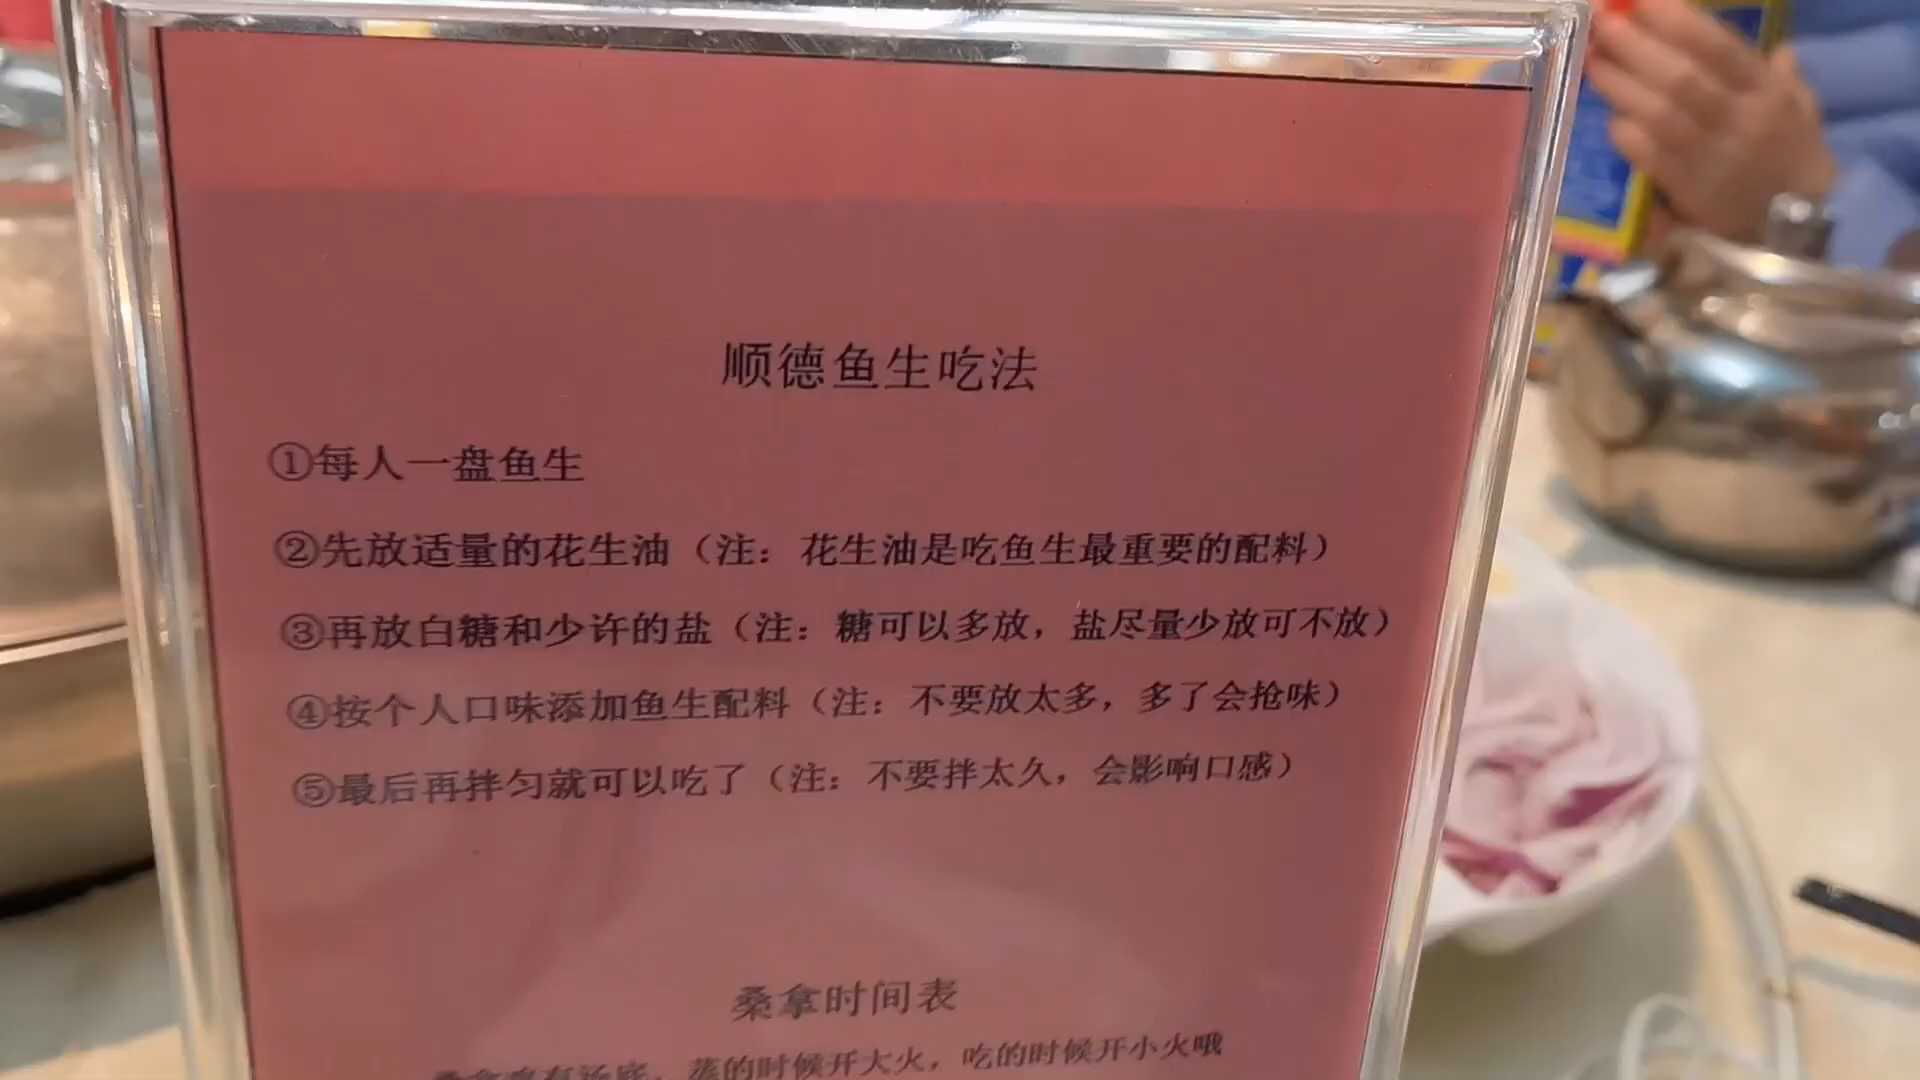 顺德鱼生吃法
①每人一盘鱼生
②先放适量的花生油（注：花生油是吃鱼生最重要的配料）
③再放白糖和少许的盐（注：糖可以多放，盐尽量少放可不放）
④按个人口味添加鱼生配料（注：不要放太多，多了会抢味）
⑤最后再拌匀就可以吃了（注：不要拌太久，会影响口感）
桑拿时间表
蒸的时候开大火，吃的时候开小火哦